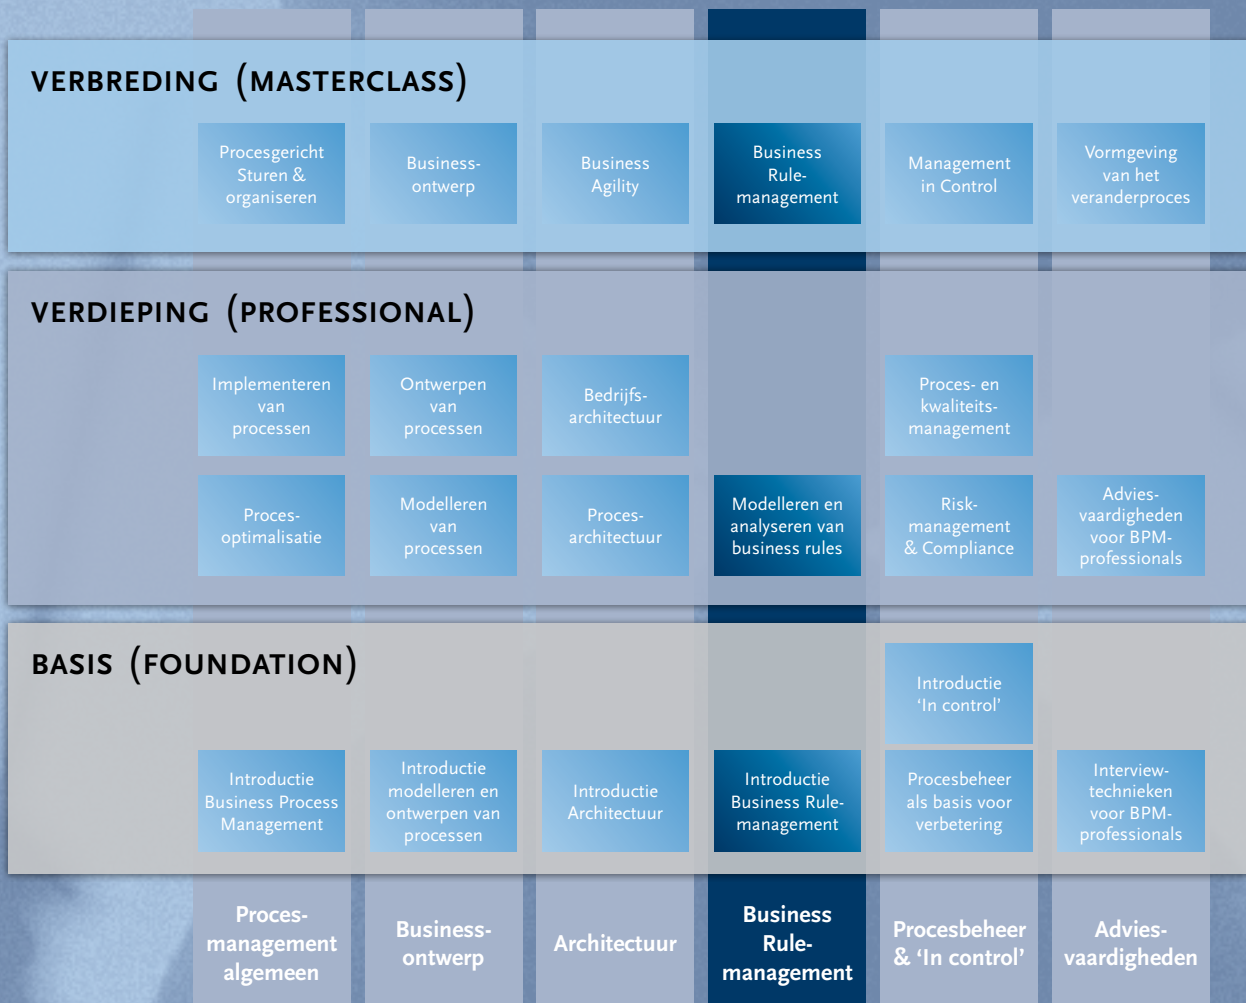 VERBREDING (MASTERCLASS)
Procesgericht
Sturen &
organiseren
Business-
ontwerp
Business
Agility
Business
Rule-
management
Management
in Control
Vormgeving
van het
veranderproces
VERDIEPING (PROFESSIONAL)
Implementeren
van
processen
Ontwerpen
van
processen
Bedrijfs-
architectuur
Proces- en
kwaliteits-
management
Proces-
optimalisatie
Modelleren
van
processen
Proces-
architectuur
Modelleren en
analyseren van
business rules
Risk-
management
& Compliance
Advies-
vaardigheden
voor BPM-
professionals
BASIS (FOUNDATION)
Introductie
‘In control’
Introductie
Business Process
Management
Introductie
modelleren en
ontwerpen van
processen
Introductie
Architectuur
Introductie
Business Rule-
management
Procesbeheer
als basis voor
verbetering
Interview-
technieken
voor BPM-
professionals
Proces-
management
algemeen
Business-
ontwerp
Architectuur
Business
Rule-
management
Procesbeheer
& ‘In control’
Advies-
vaardigheden